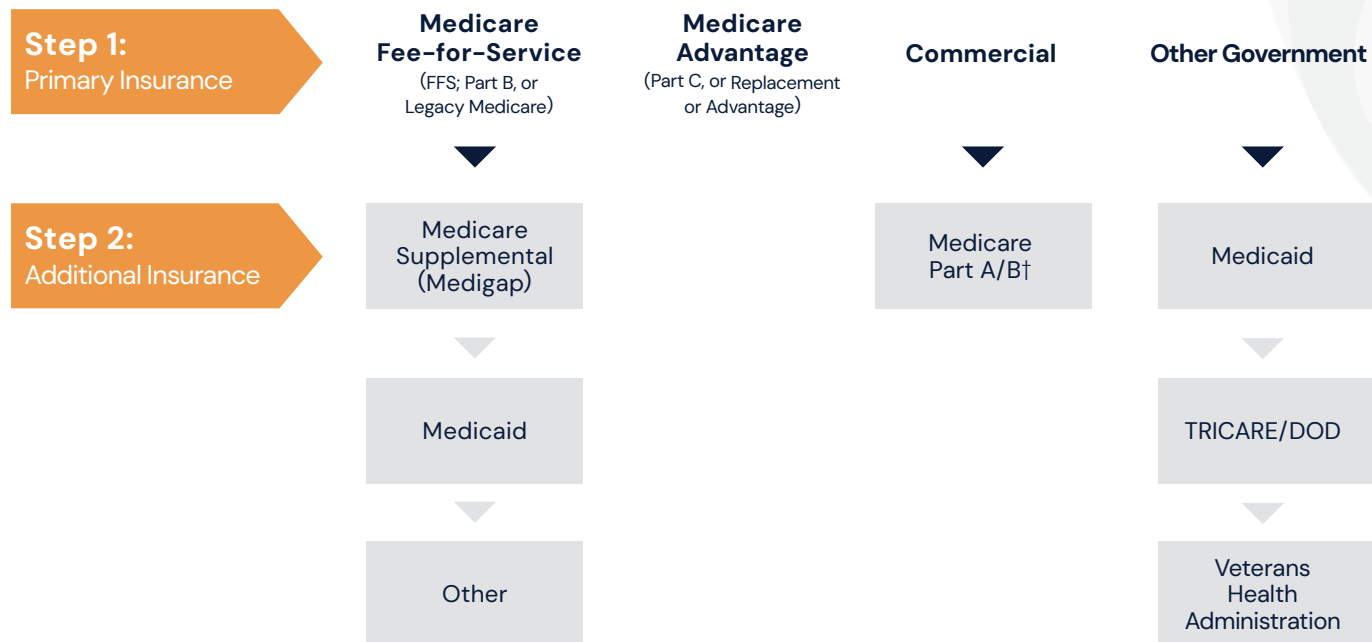 Step 1:
Primary Insurance
Medicare
Fee-for-Service
(FFS; Part B, or
Legacy Medicare)
Medicare
Advantage
(Part C, or Replacement
or Advantage)
Commercial
Other Government
Step 2:
Additional Insurance
Medicare
Supplemental
(Medigap)
Medicare
Part A/B†
Medicaid
Medicaid
TRICARE/DOD
Other
Veterans
Health
Administration